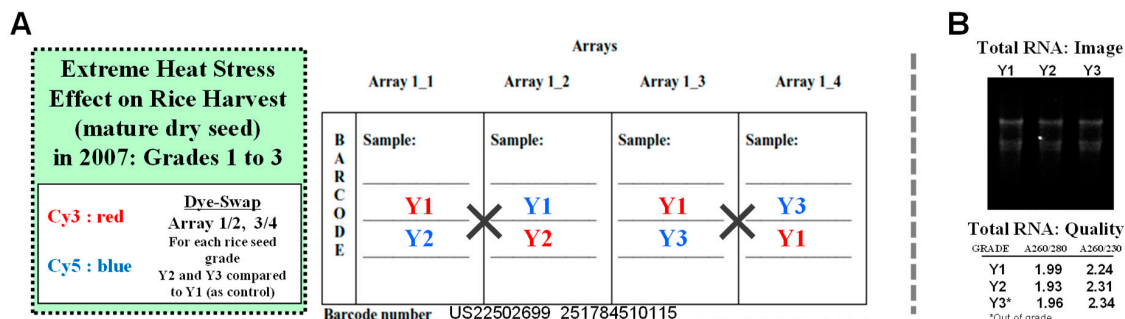 A
Extreme Heat Stress
Effect on Rice Harvest
(mature dry seed)
in 2007: Grades 1 to 3
Cy3 : red
Cy5 : blue
Dye-Swap
Array 1/2, 3/4
For each rice seed
grade
Y2 and Y3 compared
to Y1 (as control)
Arrays
Array 1_1 Array 1_2 Array 1_3 Array 1_4
BARCODE
Sample: Sample: Sample: Sample:
Y1 Y1 Y1 Y3
Y2 Y2 Y3 Y1
Barcode number US22502699_251784510115
B
Total RNA: Image
Y1 Y2 Y3
Total RNA: Quality
GRADE A260/280 A260/230
Y1 1.99 2.24
Y2 1.93 2.31
Y3* 1.96 2.34
*Out of grade